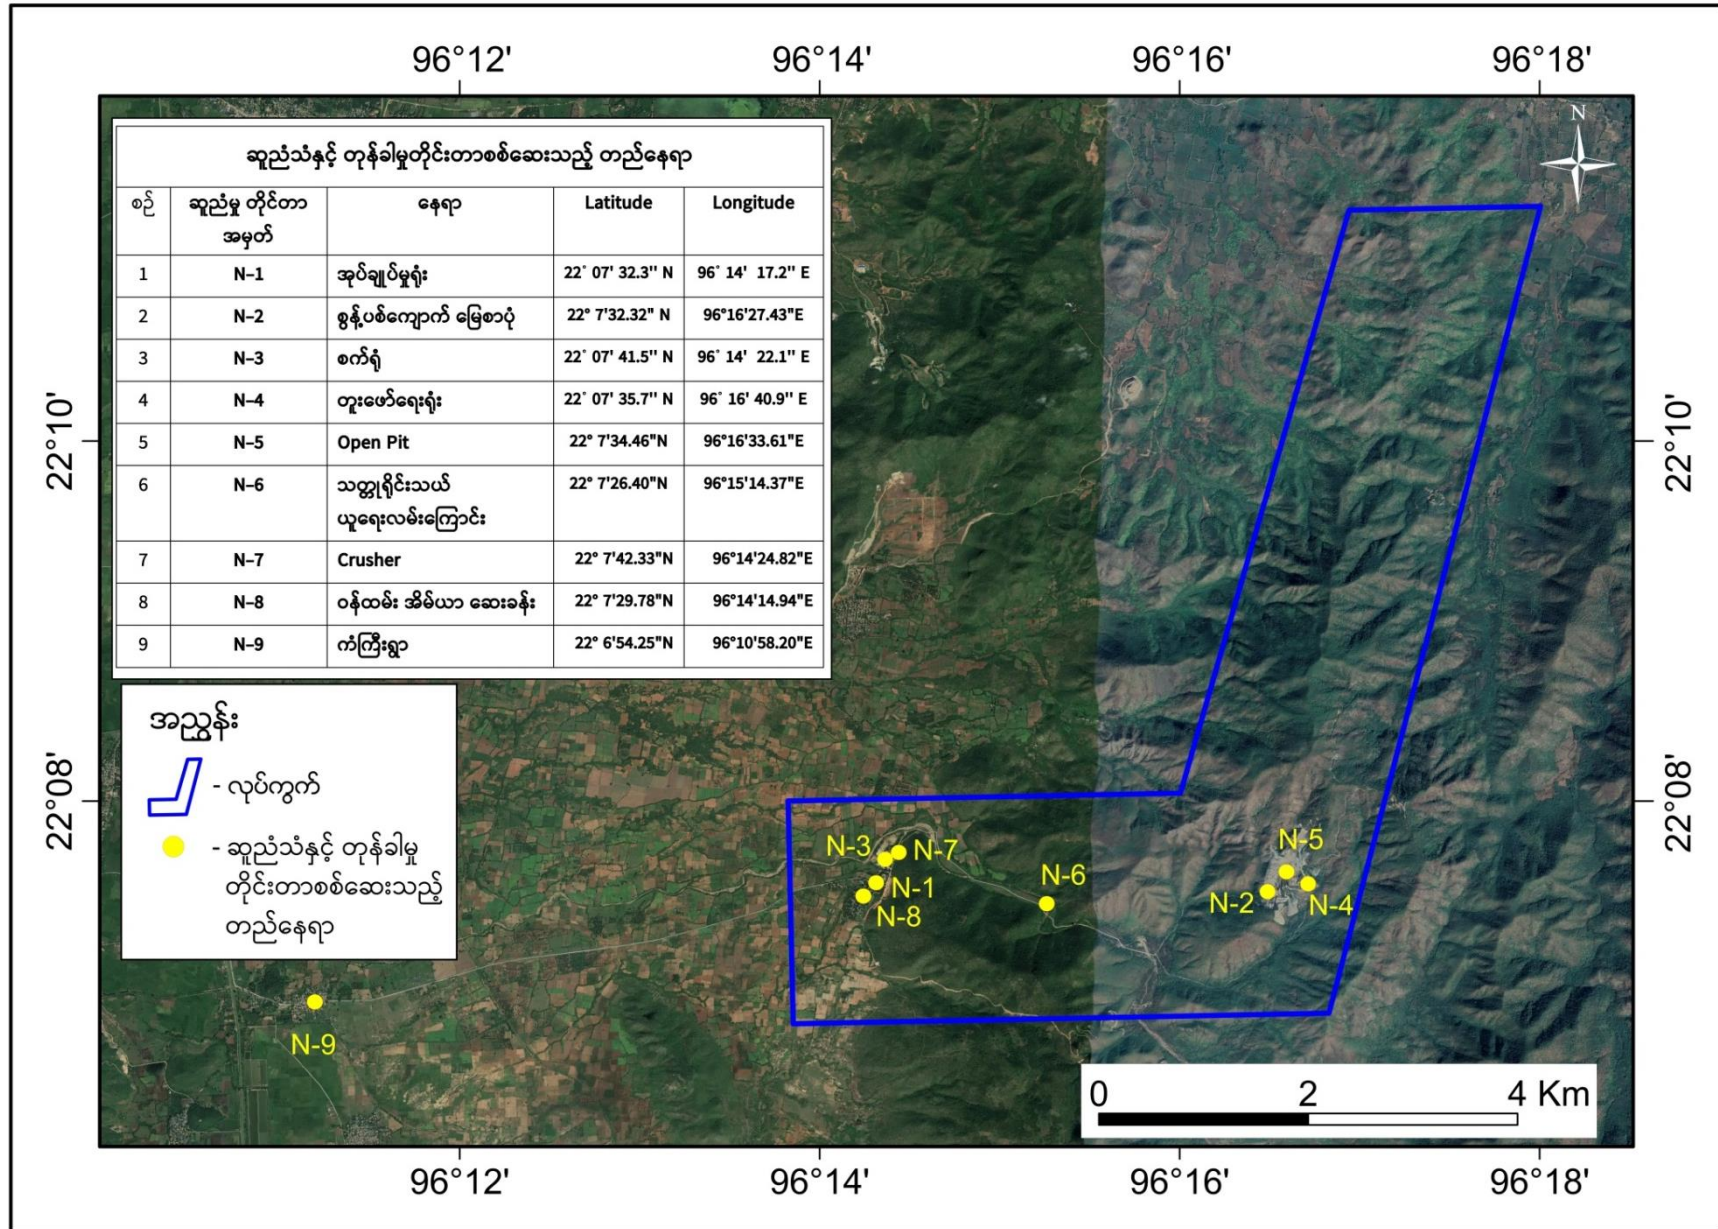 96°12' 96°14' 96°16' 96°18'
N
ဆူညံသံနှင့် တုန်ခါမှုတိုင်းတာစစ်ဆေးသည့် တည်နေရာ
စဉ် ဆူညံမှု တိုင်တာ အမှတ် နေရာ Latitude Longitude
1 N-1 အုပ်ချုပ်မှုရုံး 22° 07' 32.3'' N 96° 14' 17.2'' E
2 N-2 စွန့်ပစ်ကျောက် မြေစာပုံ 22° 7'32.32" N 96°16'27.43"E
3 N-3 စက်ရုံ 22° 07' 41.5'' N 96° 14' 22.1'' E
4 N-4 တူးဖော်ရေးရုံး 22° 07' 35.7'' N 96° 16' 40.9'' E
5 N-5 Open Pit 22° 7'34.46"N 96°16'33.61"E
6 N-6 သတ္တုရိုင်းသယ် ယူရေးလမ်းကြောင်း 22° 7'26.40"N 96°15'14.37"E
7 N-7 Crusher 22° 7'42.33"N 96°14'24.82"E
8 N-8 ဝန်ထမ်း အိမ်ယာ ဆေးခန်း 22° 7'29.78"N 96°14'14.94"E
9 N-9 ကံကြီးရွာ 22° 6'54.25"N 96°10'58.20"E
22°10' 22°10'
အညွှန်း
- လုပ်ကွက်
- ဆူညံသံနှင့် တုန်ခါမှု
တိုင်းတာစစ်ဆေးသည့်
တည်နေရာ
22°08' 22°08'
N-3 N-7 N-5
N-1 N-6
N-8 N-2 N-4
N-9
0 2 4 Km
96°12' 96°14' 96°16' 96°18'